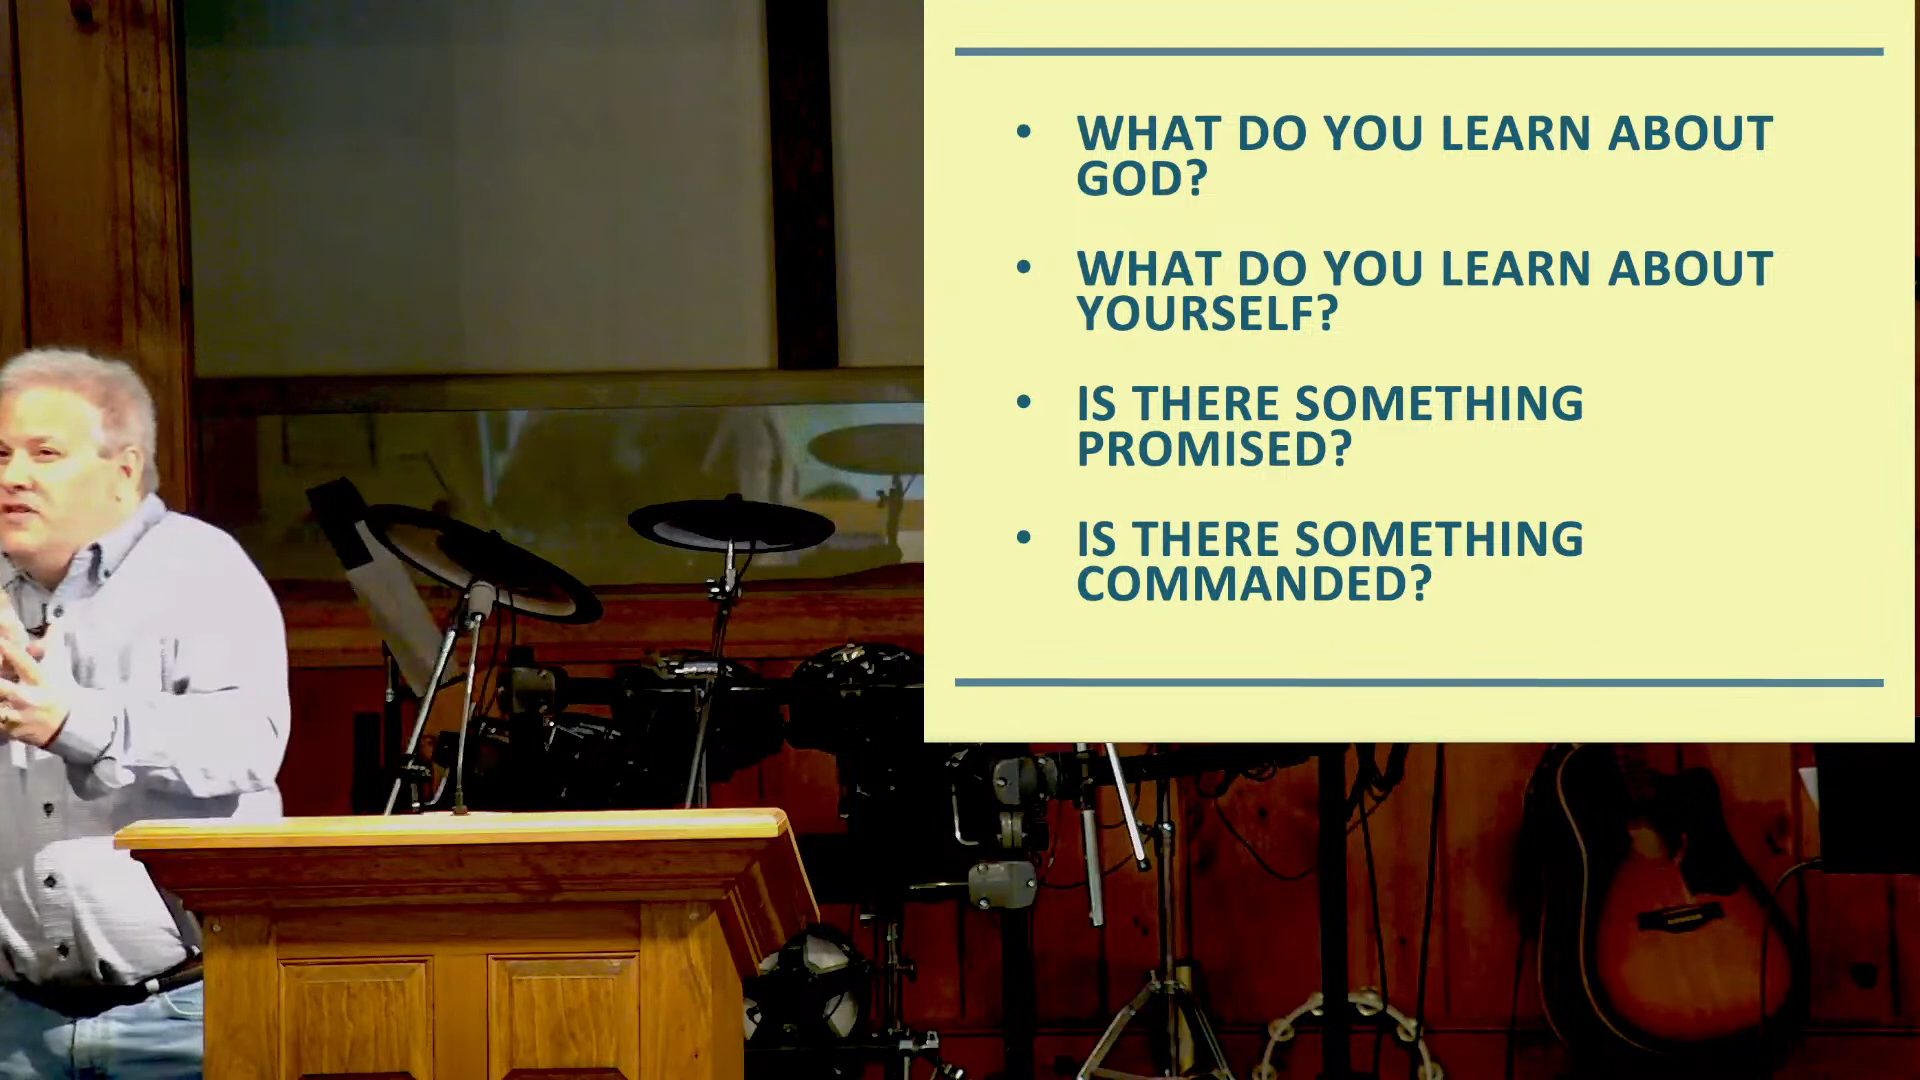 • WHAT DO YOU LEARN ABOUT
GOD?
• WHAT DO YOU LEARN ABOUT
YOURSELF?
• IS THERE SOMETHING
PROMISED?
• IS THERE SOMETHING
COMMANDED?